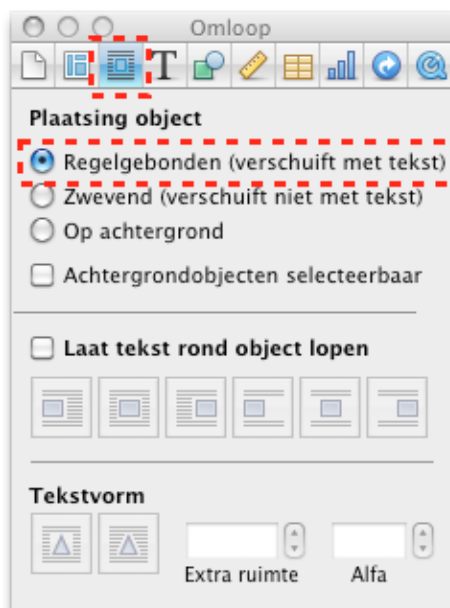 Omloop
T
Plaatsing object
Regelgebonden (verschuift met tekst)
Zwevend (verschuift niet met tekst)
Op achtergrond
Achtergrondobjecten selecteerbaar
Laat tekst rond object lopen
Tekstvorm
Extra ruimte Alfa